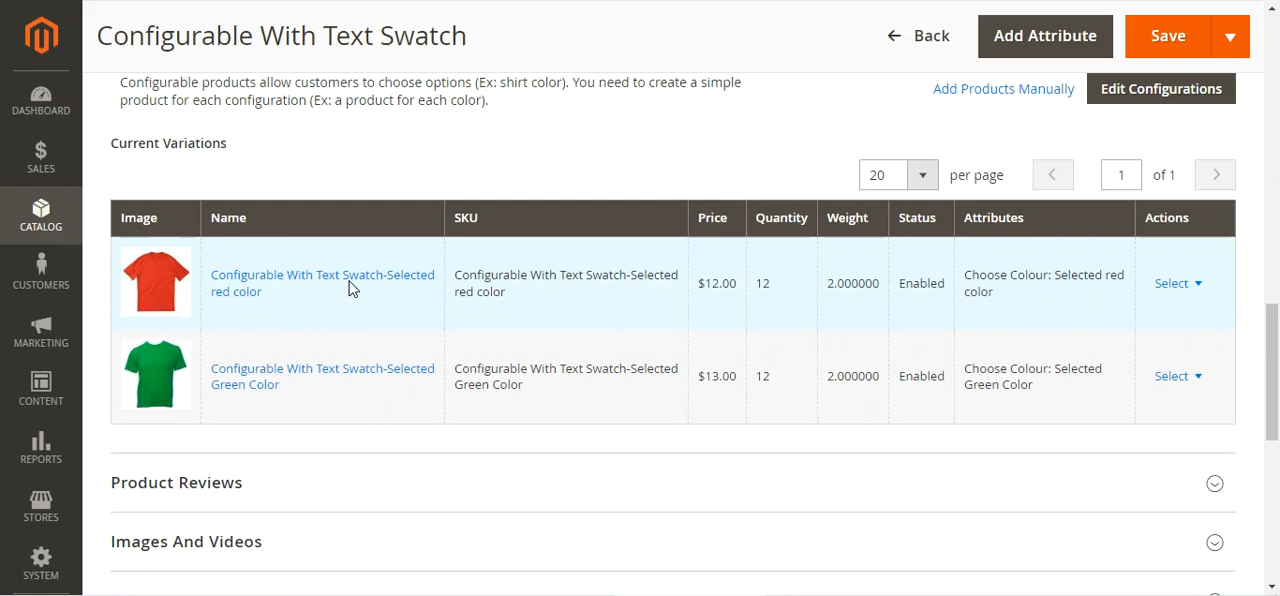 Configurable With Text Swatch
Back
Add Attribute
Save
Configurable products allow customers to choose options (Ex: shirt color). You need to create a simple
product for each configuration (Ex: a product for each color).
Add Products Manually
Edit Configurations
Current Variations
20
per page
1
of 1
Image
Name
SKU
Price
Quantity
Weight
Status
Attributes
Actions
Configurable With Text Swatch-Selected
red color
Configurable With Text Swatch-Selected
red color
$12.00
12
2.000000
Enabled
Choose Colour: Selected red
color
Select
Configurable With Text Swatch-Selected
Green Color
Configurable With Text Swatch-Selected
Green Color
$13.00
12
2.000000
Enabled
Choose Colour: Selected
Green Color
Select
Product Reviews
Images And Videos
DASHBOARD
SALES
CATALOG
CUSTOMERS
MARKETING
CONTENT
REPORTS
STORES
SYSTEM